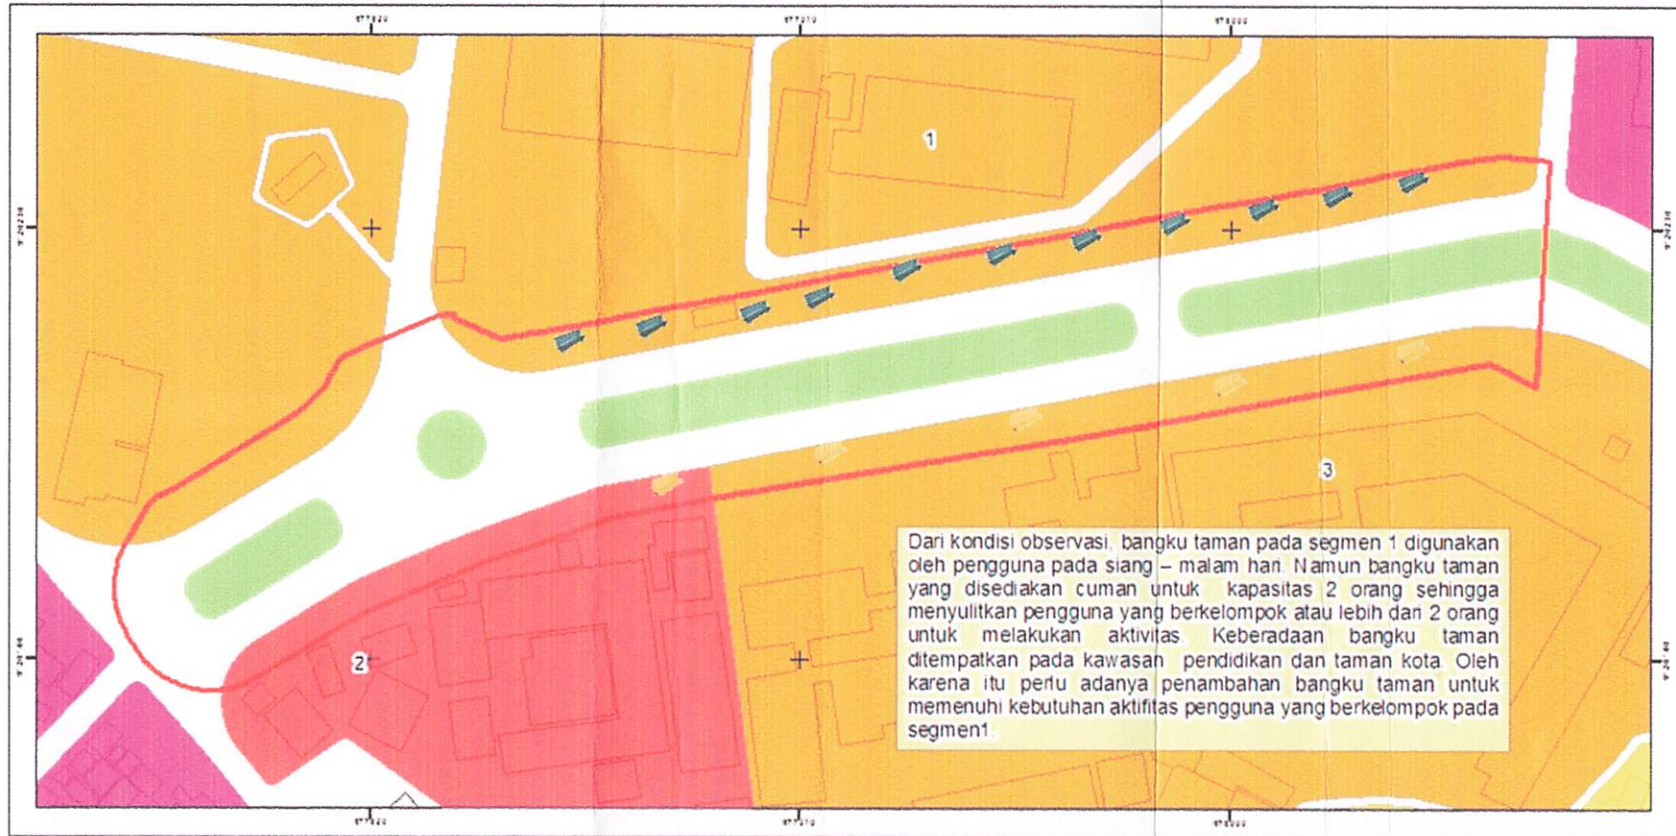 1
2
3
Dari kondisi observasi, bangku taman pada segmen 1 digunakan
oleh pengguna pada siang – malam hari. Namun bangku taman
yang disediakan cuman untuk kapasitas 2 orang sehingga
menyulitkan pengguna yang berkelompok atau lebih dari 2 orang
untuk melakukan aktivitas. Keberadaan bangku taman
ditempatkan pada kawasan pendidikan dan taman kota. Oleh
karena itu perlu adanya penambahan bangku taman untuk
memenuhi kebutuhan aktifitas pengguna yang berkelompok pada
segmen1.